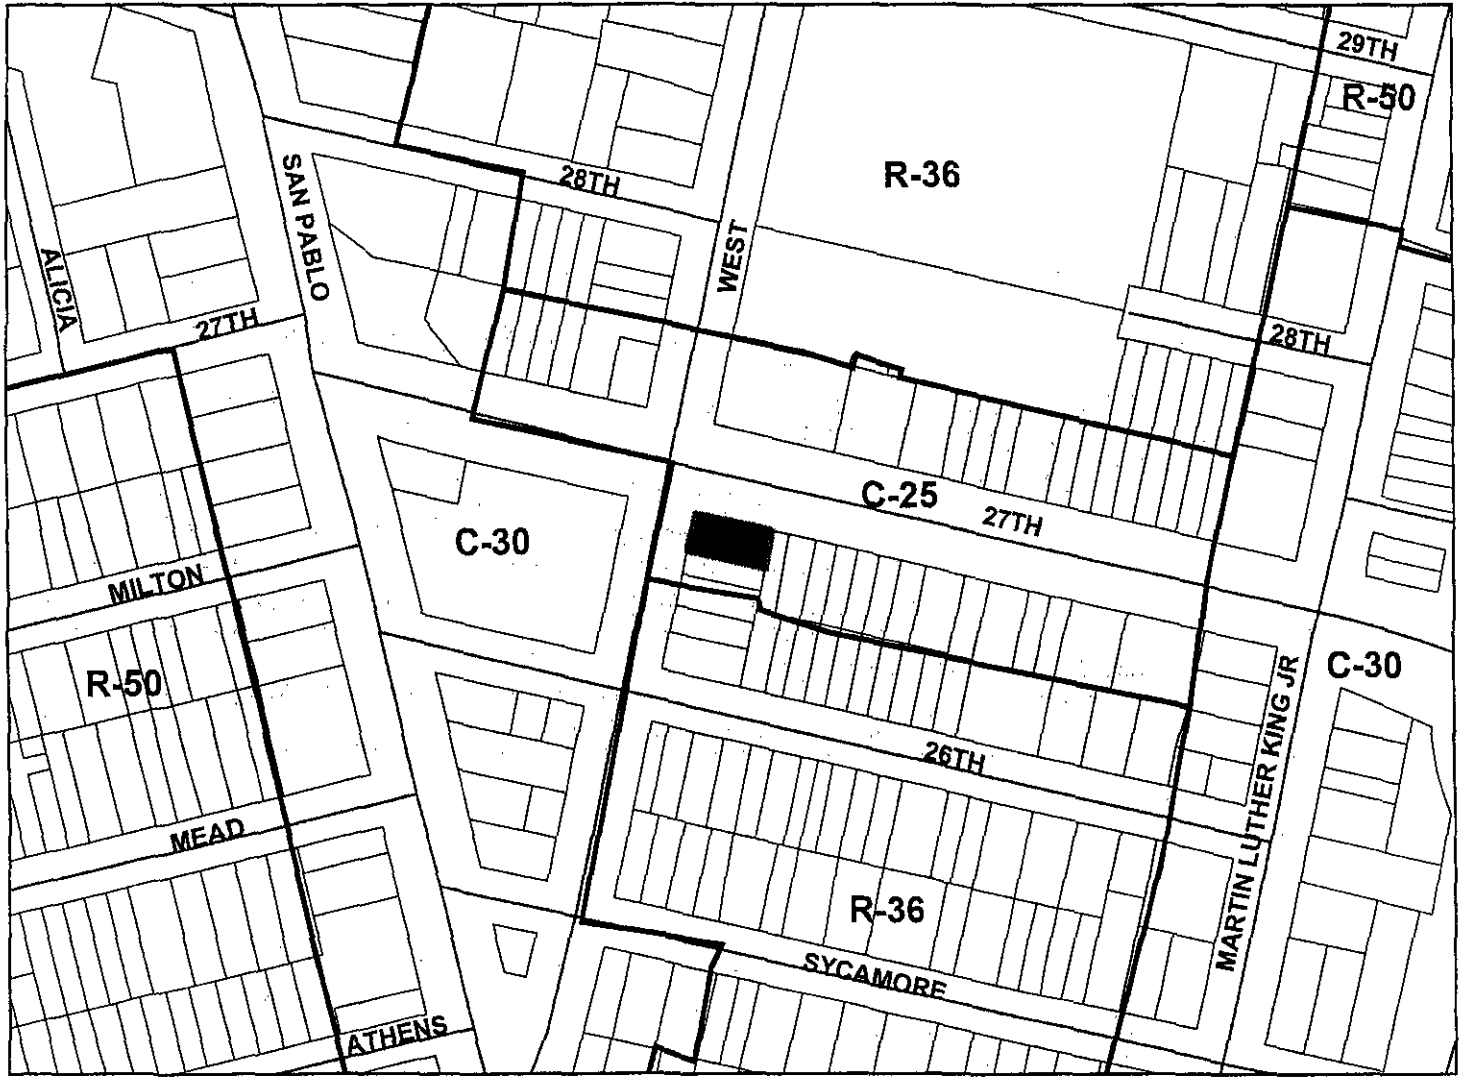 29TH
R-50
R-36
28TH
SAN PABLO
WEST
ALICIA
27TH
28TH
C-25
27TH
C-30
MILTON
R-50
C-30
MARTIN LUTHER KING JR
26TH
MEAD
R-36
SYCAMORE
ATHENS